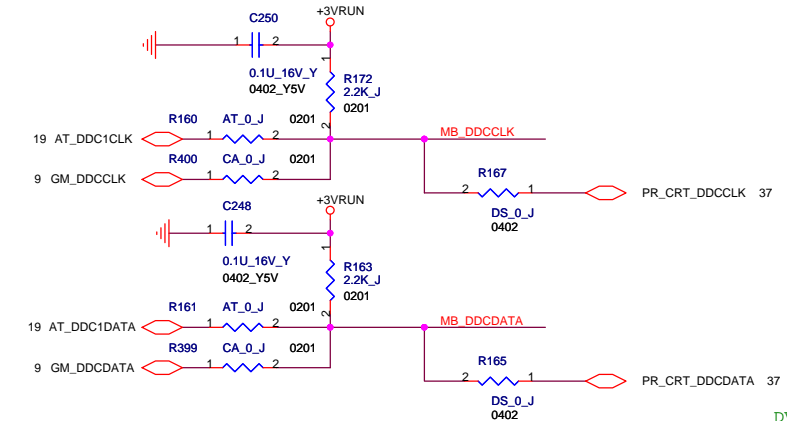 C250
+3VRUN
1
2
0.1U_16V_Y
0402_Y5V
1
R172
2.2K_J
0201
2
R160
AT_0_J
0201
19 AT_DDC1CLK
1
2
MB_DDCCLK
R400
CA_0_J
0201
9 GM_DDCCLK
1
2
R167
2
1
PR_CRT_DDCCLK 37
DS_0_J
0402
C248
+3VRUN
1
2
0.1U_16V_Y
0402_Y5V
1
R163
2.2K_J
0201
2
R161
AT_0_J
0201
19 AT_DDC1DATA
1
2
MB_DDCDATA
R399
CA_0_J
0201
9 GM_DDCDATA
1
2
R165
2
1
PR_CRT_DDCDATA 37
DS_0_J
0402